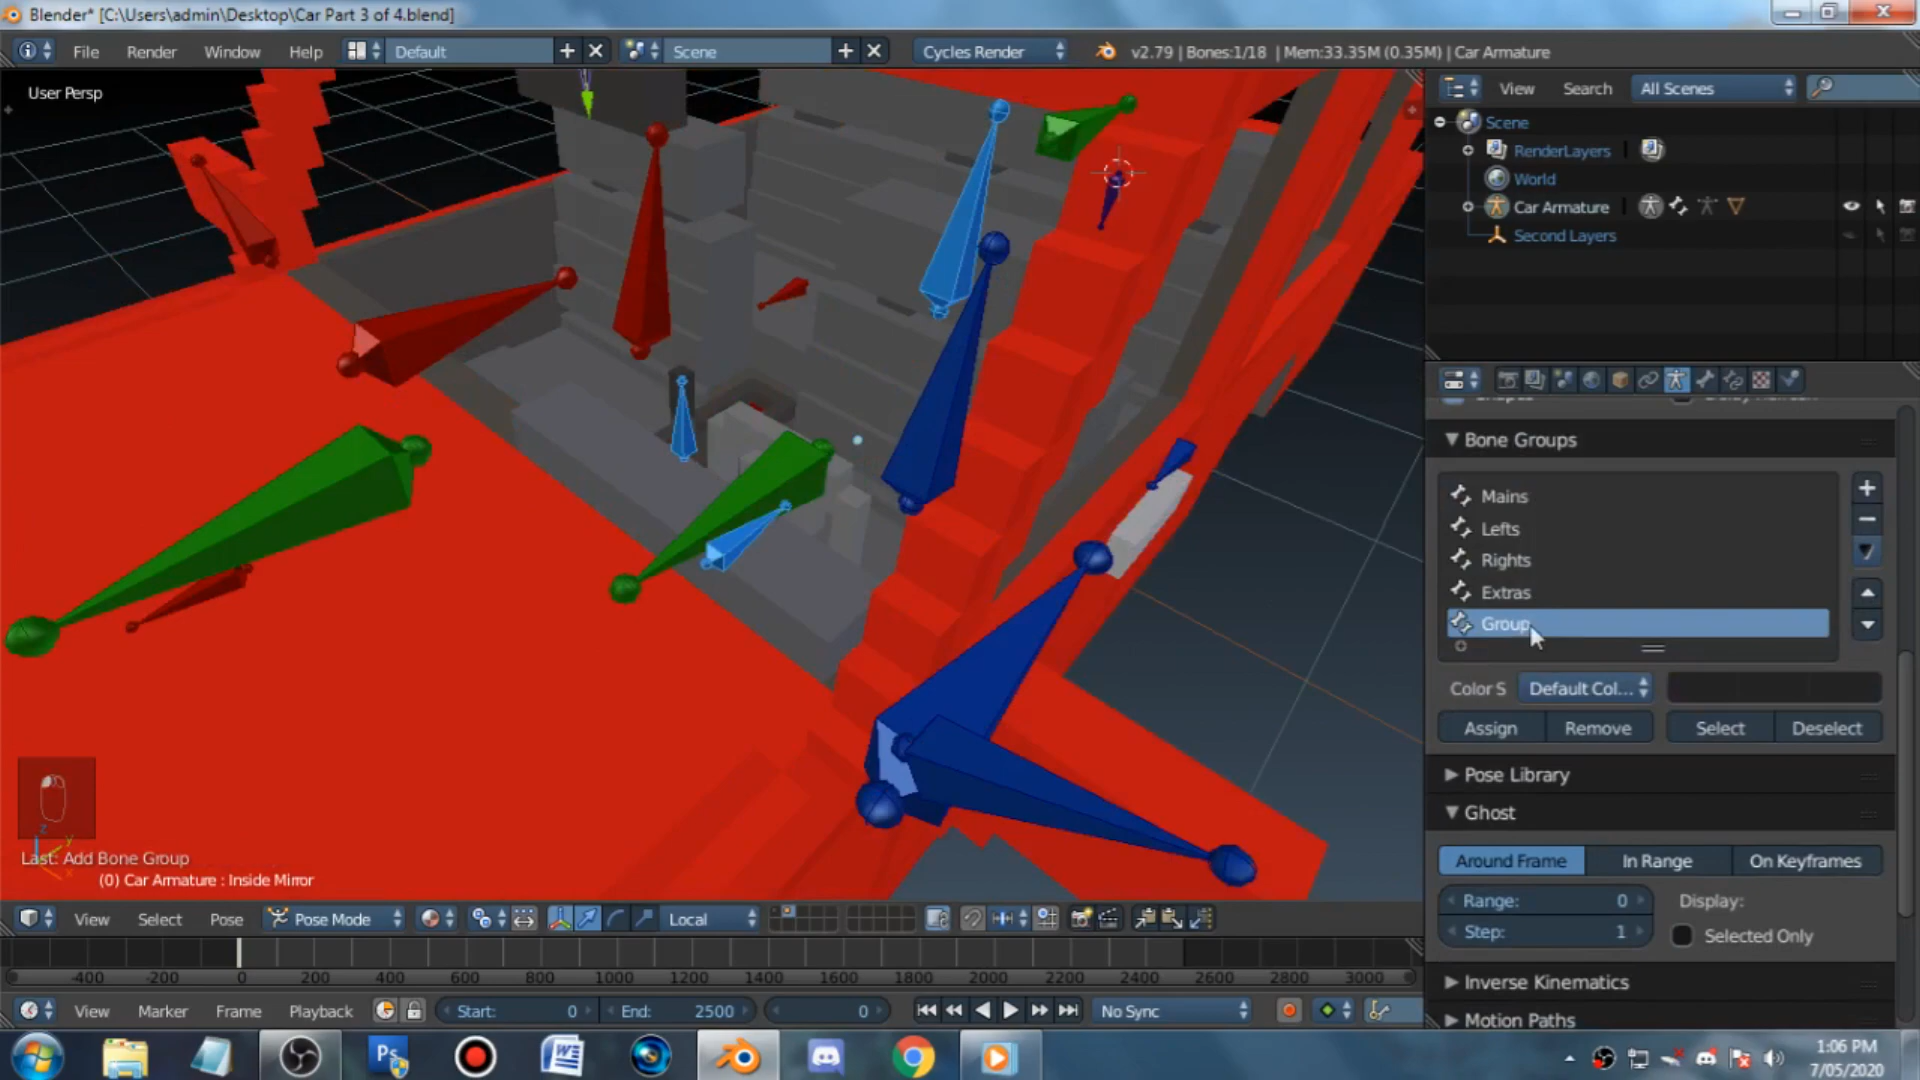 Blender* [C:\Users\admin\Desktop\Car Part 3 of 4.blend]
File Render Window Help Default Scene Cycles Render v2.79 | Bones:1/18 | Mem:33.35M (0.35M) | Car Armature
User Persp
View Search All Scenes
Scene
RenderLayers
World
Car Armature
Second Layers
Bone Groups
Mains
Lefts
Rights
Extras
Group
Color S Default Col...
Assign Remove Select Deselect
Pose Library
Ghost
Around Frame In Range On Keyframes
Range: 0 Display:
Step: 1 Selected Only
Inverse Kinematics
Motion Paths
Last: Add Bone Group
(0) Car Armature : Inside Mirror
View Select Pose Pose Mode Local
-400 -200 0 200 400 600 800 1000 1200 1400 1600 1800 2000 2200 2400 2600 2800 3000
View Marker Frame Playback Start: 0 End: 2500 0 No Sync
1:06 PM
7/05/2020